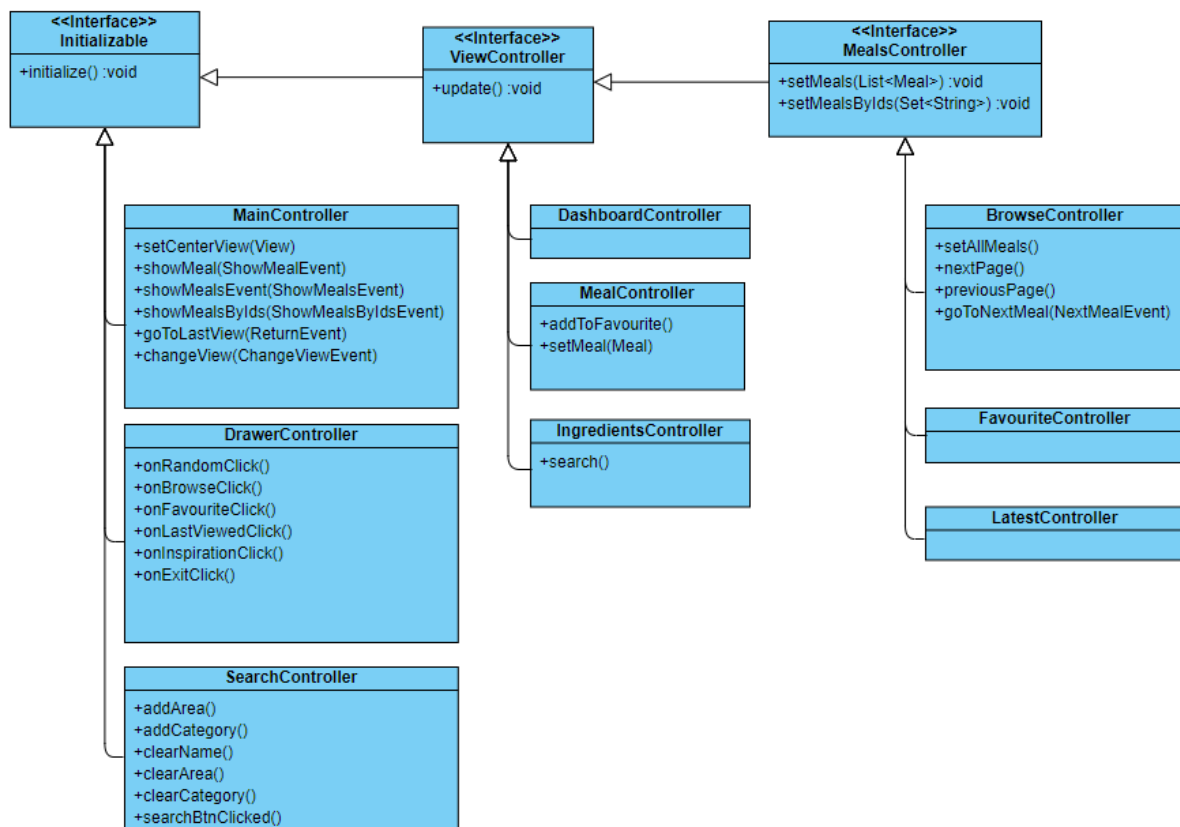 <<Interface>>
Initializable
+initialize() :void
<<Interface>>
ViewController
+update() :void
<<Interface>>
MealsController
+setMeals(List<Meal>) :void
+setMealsByIds(Set<String>) :void
MainController
+setCenterView(View)
+showMeal(ShowMealEvent)
+showMealsEvent(ShowMealsEvent)
+showMealsByIds(ShowMealsByIdsEvent)
+goToLastView(ReturnEvent)
+changeView(ChangeViewEvent)
DrawerController
+onRandomClick()
+onBrowseClick()
+onFavouriteClick()
+onLastViewedClick()
+onInspirationClick()
+onExitClick()
SearchController
+addArea()
+addCategory()
+clearName()
+clearArea()
+clearCategory()
+searchBtnClicked()
DashboardController
MealController
+addToFavourite()
+setMeal(Meal)
IngredientsController
+search()
BrowseController
+setAllMeals()
+nextPage()
+previousPage()
+goToNextMeal(NextMealEvent)
FavouriteController
LatestController